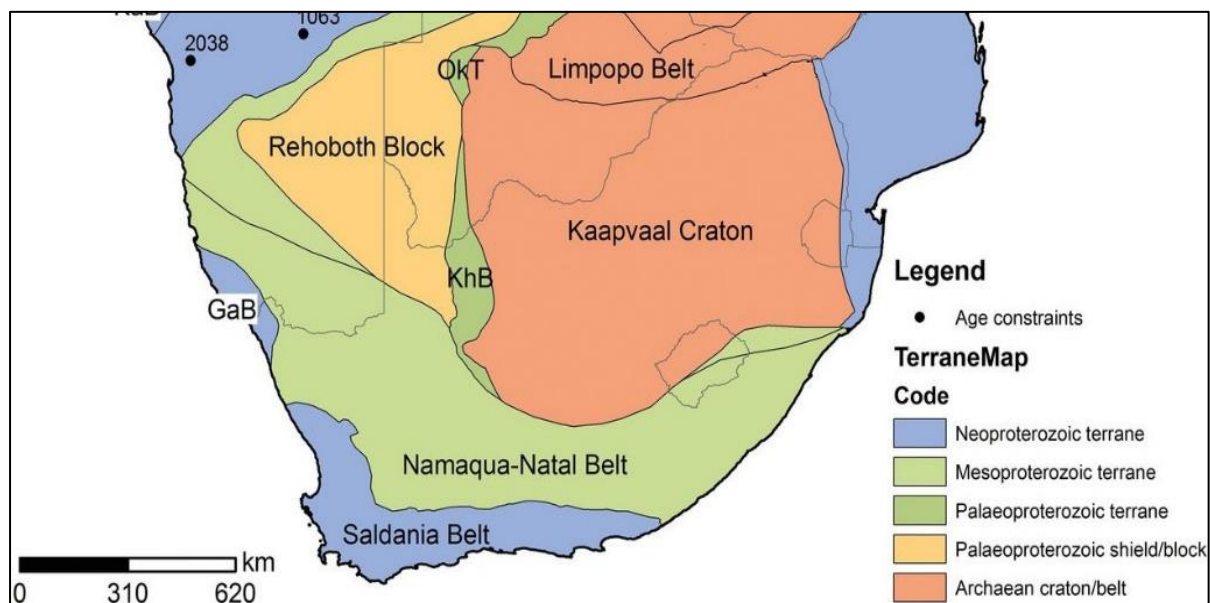 1063
2038
OkT
Limpopo Belt
Rehoboth Block
Kaapvaal Craton
KhB
GaB
Namaqua-Natal Belt
Saldania Belt
km
0 310 620
Legend
Age constraints
TerraneMap
Code
Neoproterozoic terrane
Mesoproterozoic terrane
Palaeoproterozoic terrane
Palaeoproterozoic shield/block
Archaean craton/belt